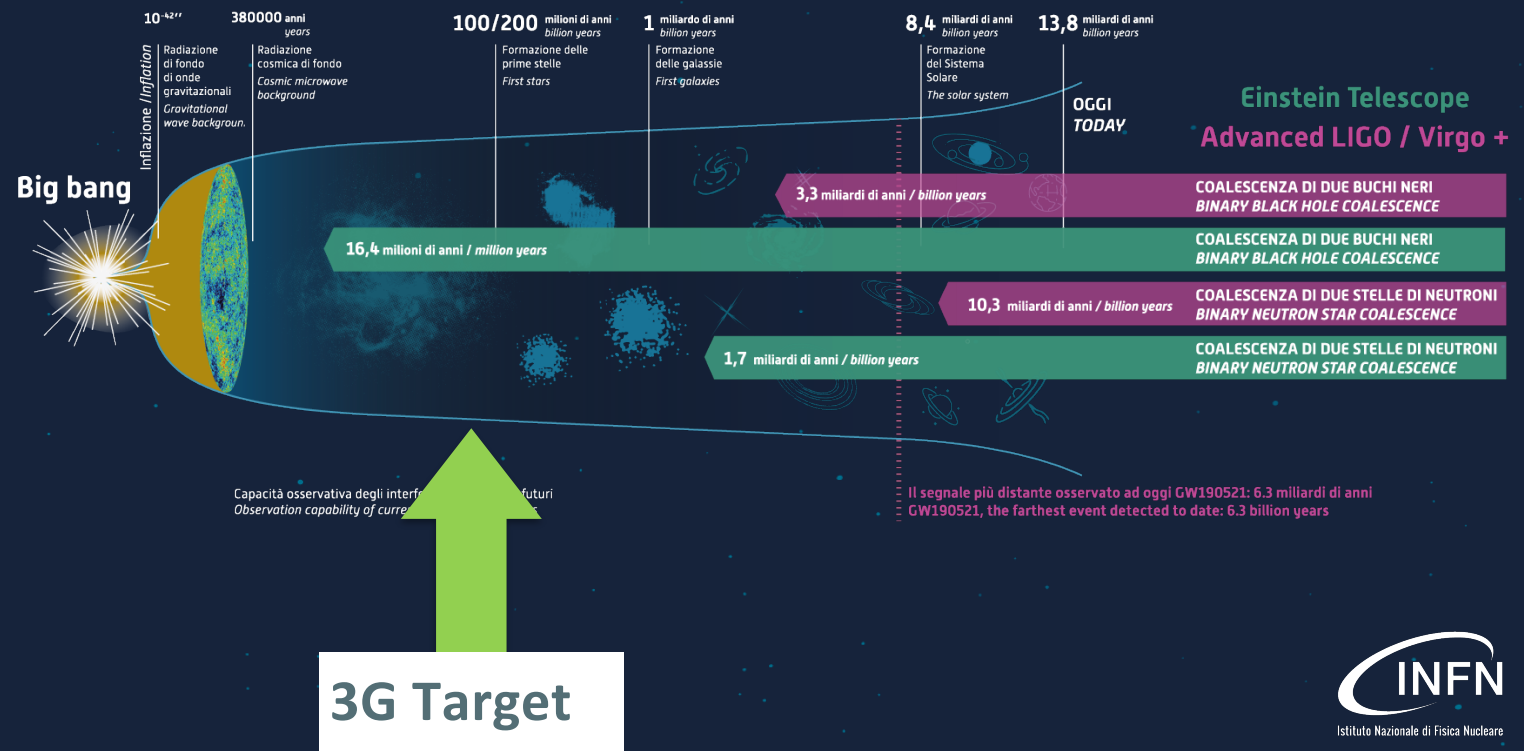 10⁻⁴²''
Inflazione / Inflation
Radiazione
di fondo
di onde
gravitazionali
Gravitational
wave backgroun.
380000 anni
years
Radiazione
cosmica di fondo
Cosmic microwave
background
100/200 milioni di anni
billion years
Formazione delle
prime stelle
First stars
1 miliardo di anni
billion years
Formazione
delle galassie
First galaxies
8,4 miliardi di anni
billion years
Formazione
del Sistema
Solare
The solar system
13,8 miliardi di anni
billion years
OGGI
TODAY
Einstein Telescope
Advanced LIGO / Virgo +
Big bang
3,3 miliardi di anni / billion years
COALESCENZA DI DUE BUCHI NERI
BINARY BLACK HOLE COALESCENCE
16,4 milioni di anni / million years
COALESCENZA DI DUE BUCHI NERI
BINARY BLACK HOLE COALESCENCE
10,3 miliardi di anni / billion years
COALESCENZA DI DUE STELLE DI NEUTRONI
BINARY NEUTRON STAR COALESCENCE
1,7 miliardi di anni / billion years
COALESCENZA DI DUE STELLE DI NEUTRONI
BINARY NEUTRON STAR COALESCENCE
Capacità osservativa degli futuri
Observation capability of
Il segnale più distante osservato ad oggi GW190521: 6.3 miliardi di anni
GW190521, the farthest event detected to date: 6.3 billion years
3G Target
INFN
Istituto Nazionale di Fisica Nucleare